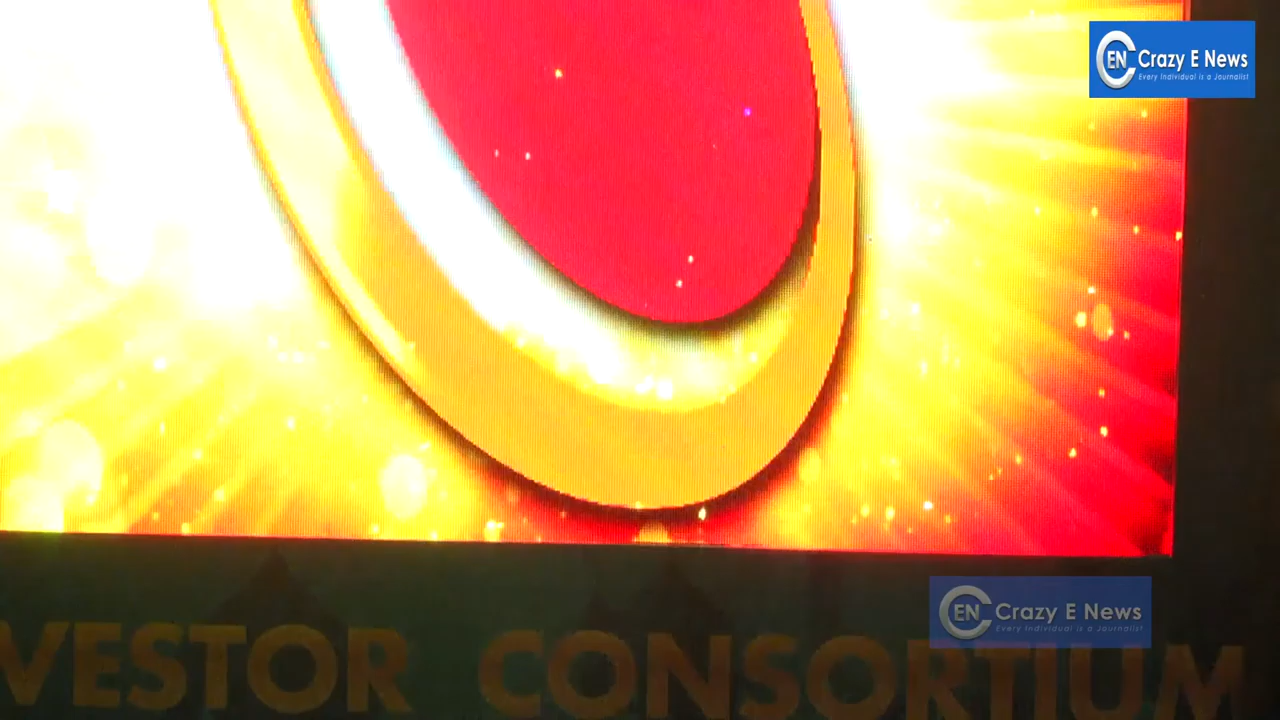 EN Crazy E News
Every Individual is a Journalist
EN Crazy E News
Every Individual is a Journalist
VESTOR CONSORTIUM